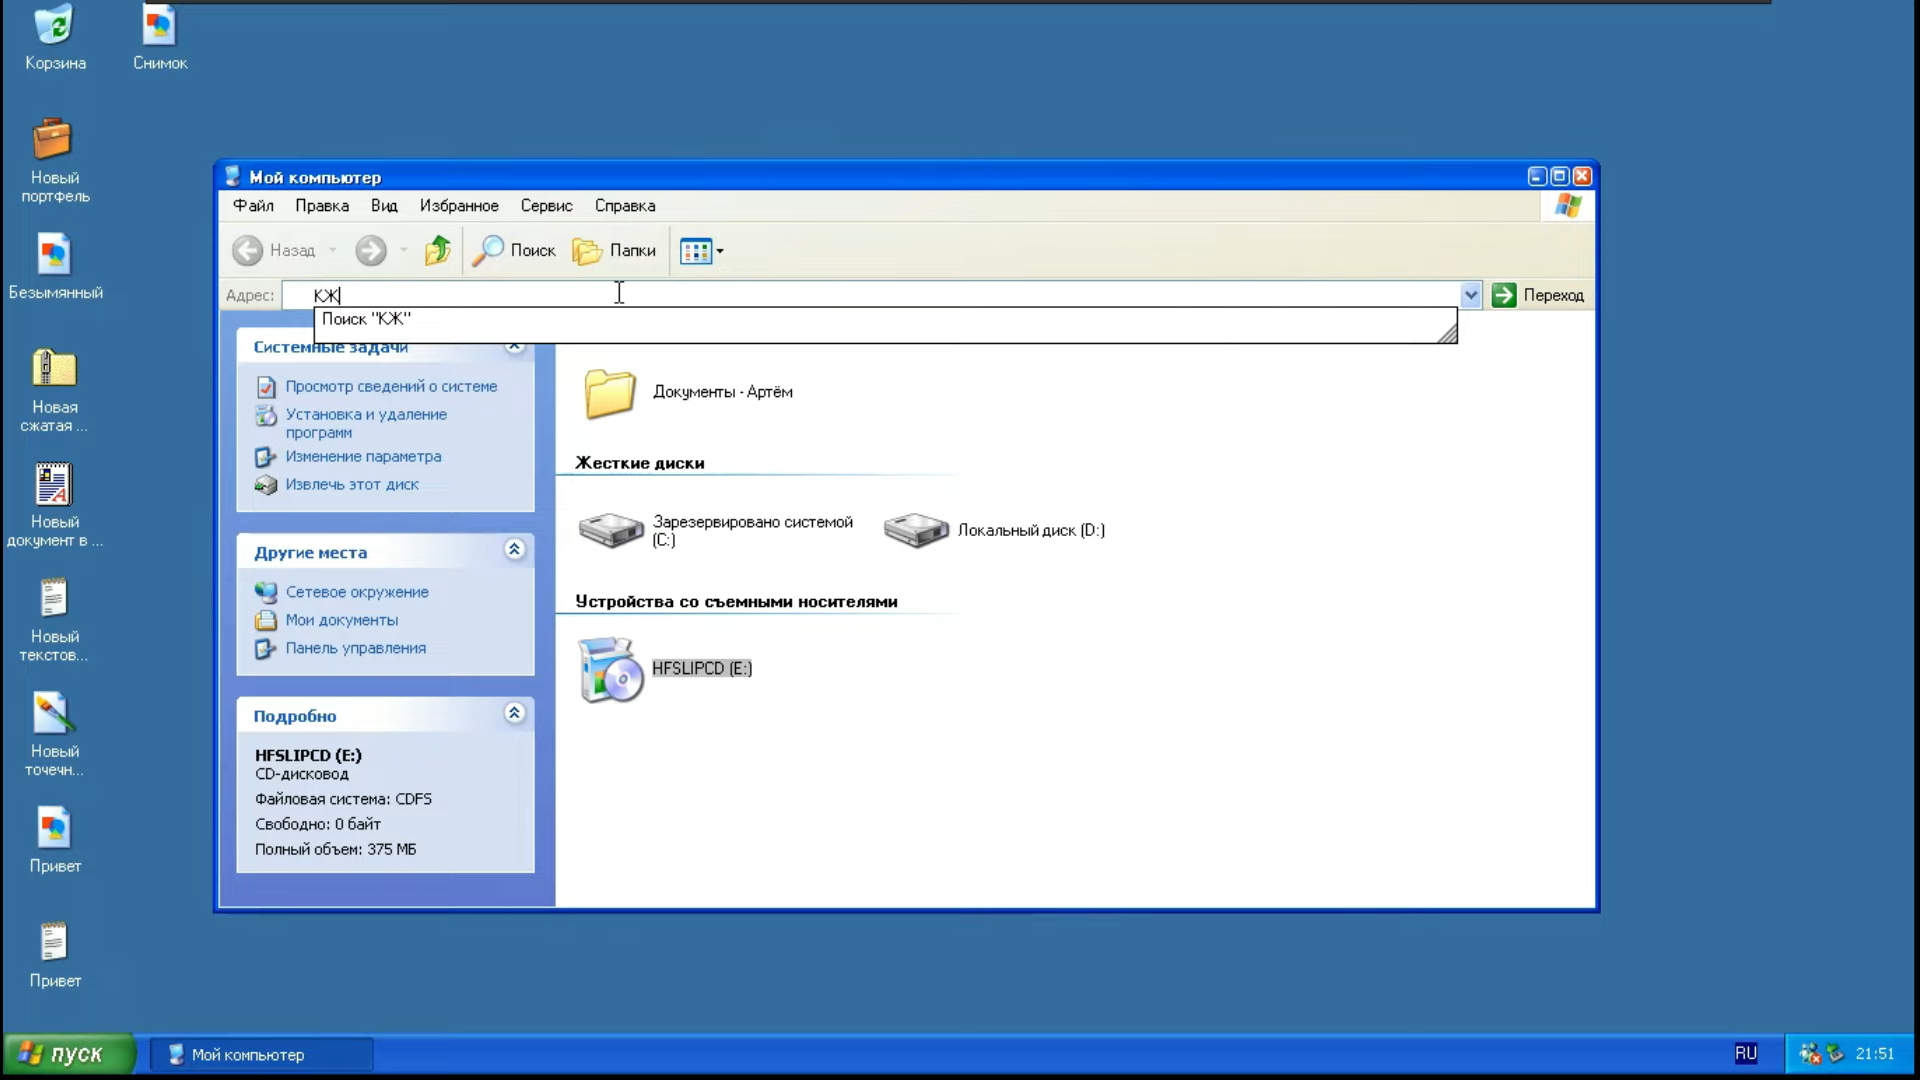 Корзина
Снимок
Новый
портфель
Безымянный
Новая
сжатая ...
Новый
документ в ...
Новый
текстов...
Новый
точечн...
Привет
Привет
Мой компьютер
Файл Правка Вид Избранное Сервис Справка
Назад Поиск Папки
Адрес: КЖ Переход
Поиск "КЖ"
Системные задачи
Просмотр сведений о системе
Установка и удаление
программ
Изменение параметра
Извлечь этот диск
Другие места
Сетевое окружение
Мои документы
Панель управления
Подробно
HFSLIPCD (E:)
CD-дисковод
Файловая система: CDFS
Свободно: 0 байт
Полный объем: 375 МБ
Документы - Артём
Жесткие диски
Зарезервировано системой
(C:)
Локальный диск (D:)
Устройства со съемными носителями
HFSLIPCD (E:)
пуск
Мой компьютер
RU
21:51